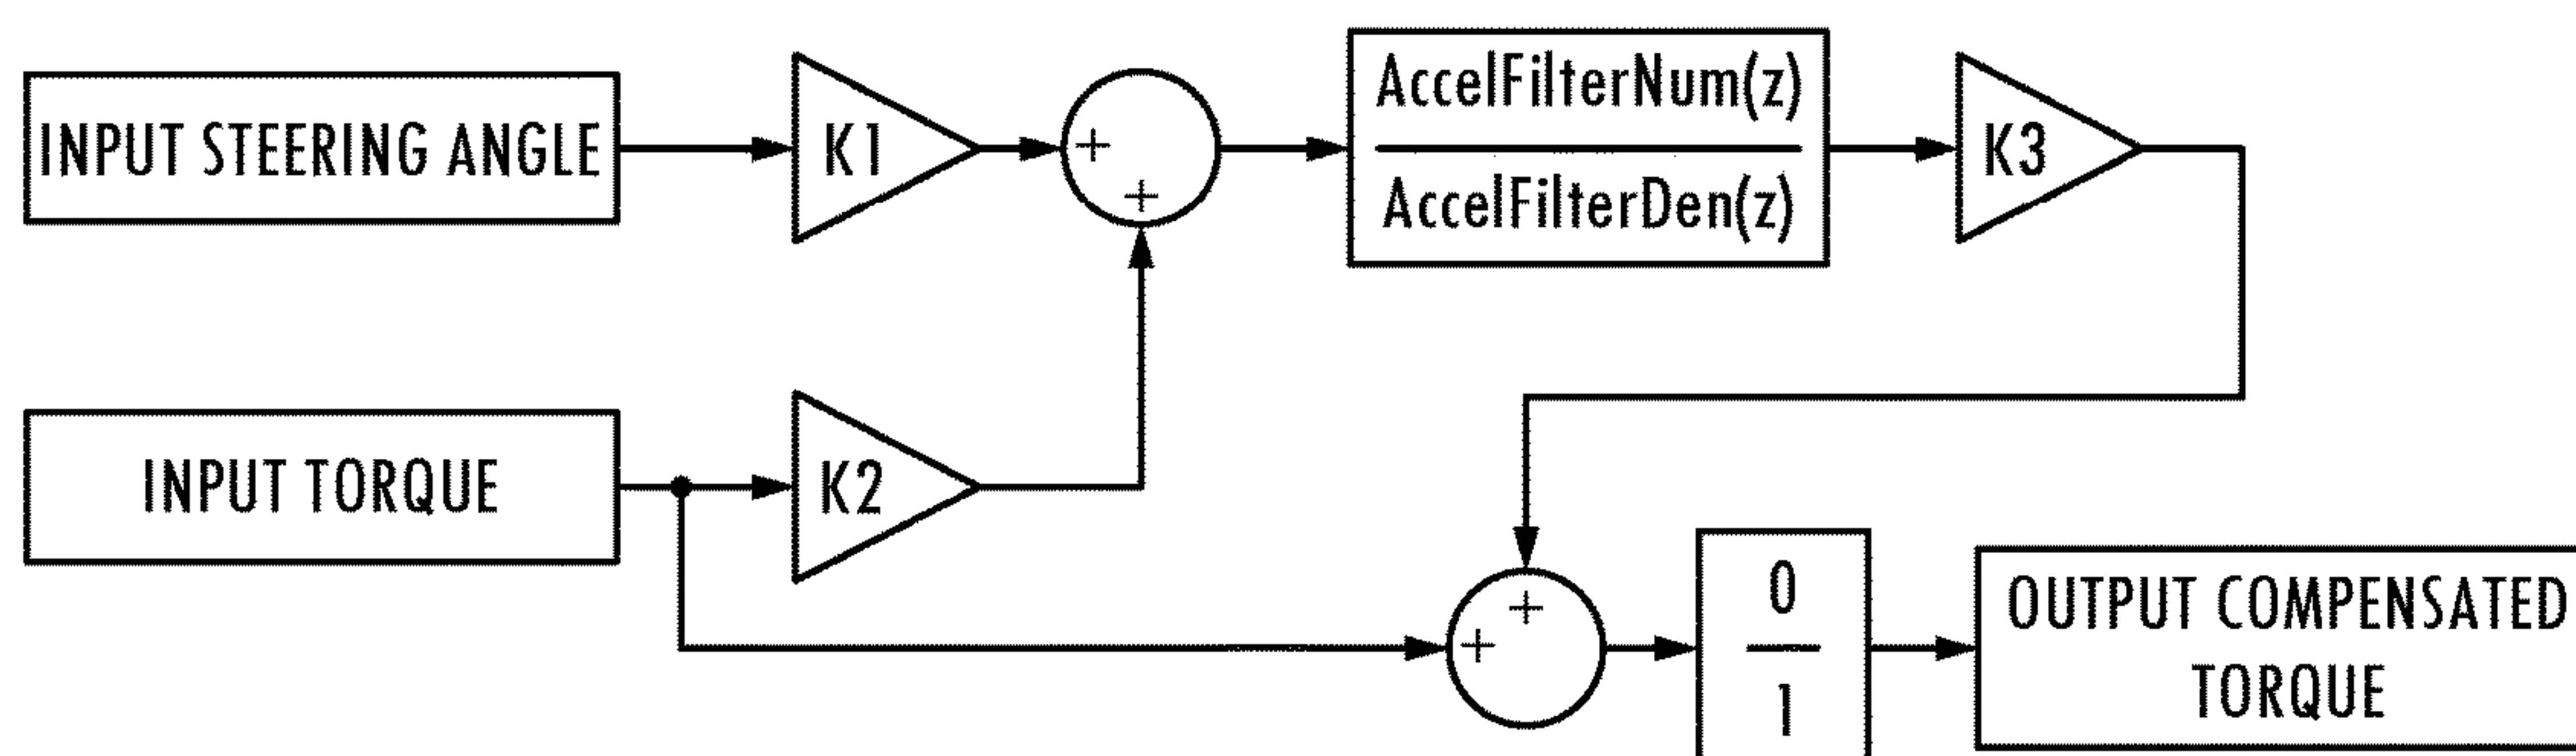 INPUT STEERING ANGLE
K1
+
+
AccelFilterNum(z)
AccelFilterDen(z)
K3
INPUT TORQUE
K2
+
+
0
1
OUTPUT COMPENSATED
TORQUE